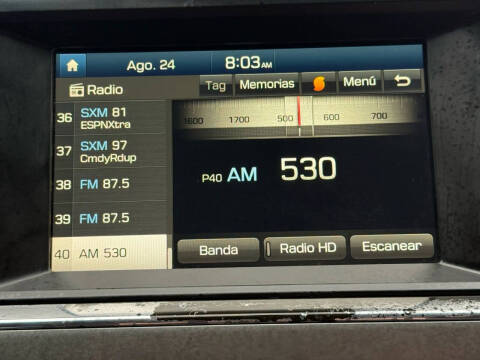 Ago. 24
8:03 AM
Radio
Tag
Memorias
Menú
36 SXM 81
ESPNXtra
37 SXM 97
CmdyRdup
38 FM 87.5
39 FM 87.5
40 AM 530
1600 1700 500 600 700
P40 AM 530
Banda
Radio HD
Escanear